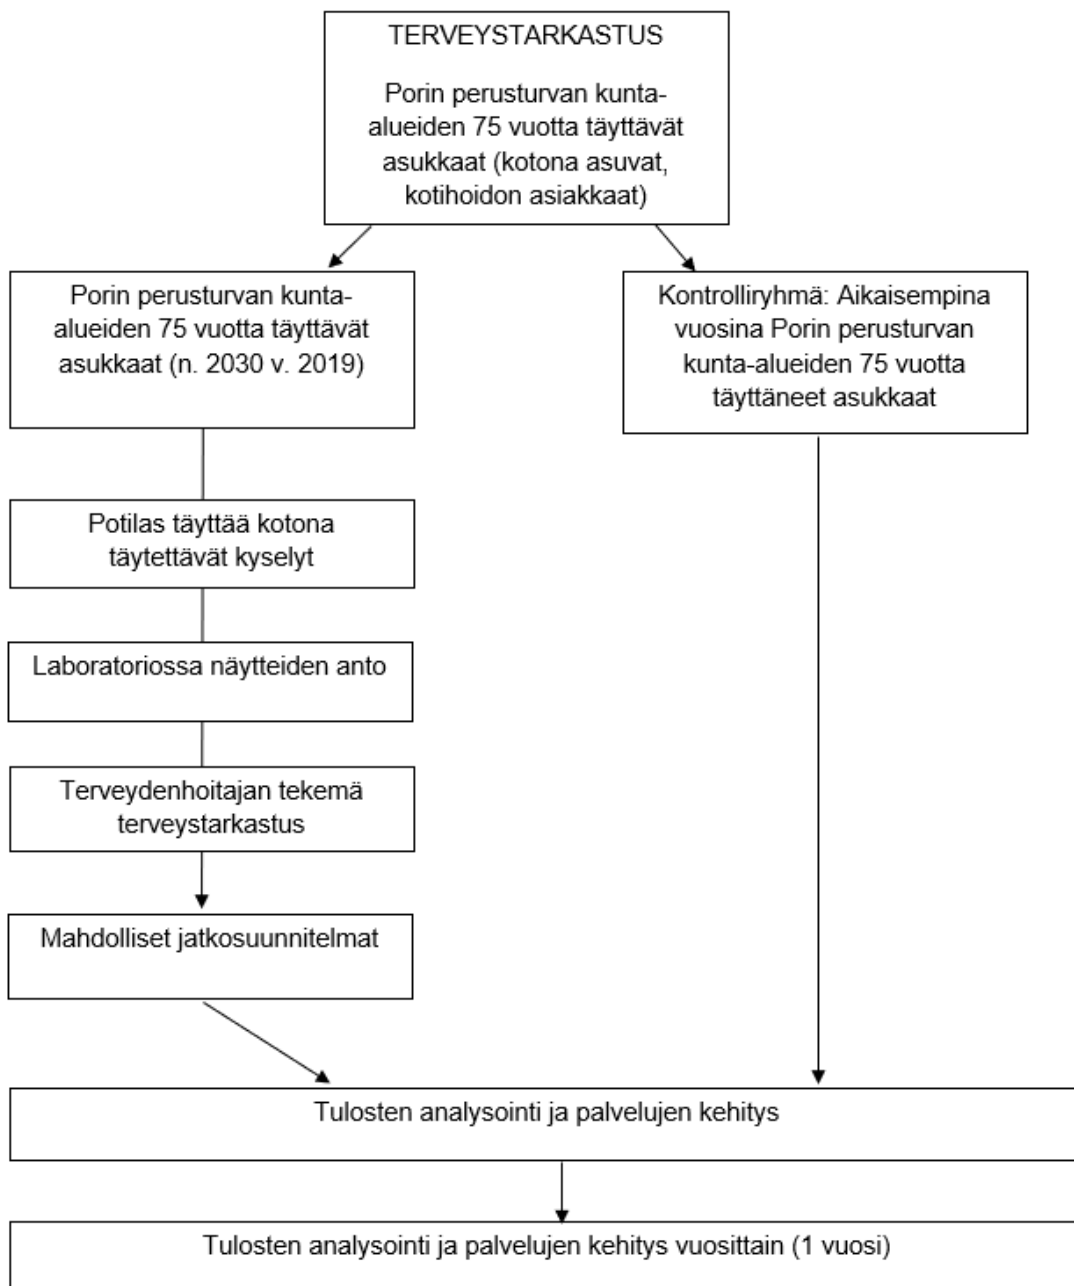 TERVEYSTARKASTUS
Porin perusturvan kunta-
alueiden 75 vuotta täyttävät
asukkaat (kotona asuvat,
kotihoidon asiakkaat)
Porin perusturvan kunta-
alueiden 75 vuotta täyttävät
asukkaat (n. 2030 v. 2019)
Kontrolliryhmä: Aikaisempina
vuosina Porin perusturvan
kunta-alueiden 75 vuotta
täyttäneet asukkaat
Potilas täyttää kotona
täytettävät kyselyt
Laboratoriossa näytteiden anto
Terveydenhoitajan tekemä
terveystarkastus
Mahdolliset jatkosuunnitelmat
Tulosten analysointi ja palvelujen kehitys
Tulosten analysointi ja palvelujen kehitys vuosittain (1 vuosi)